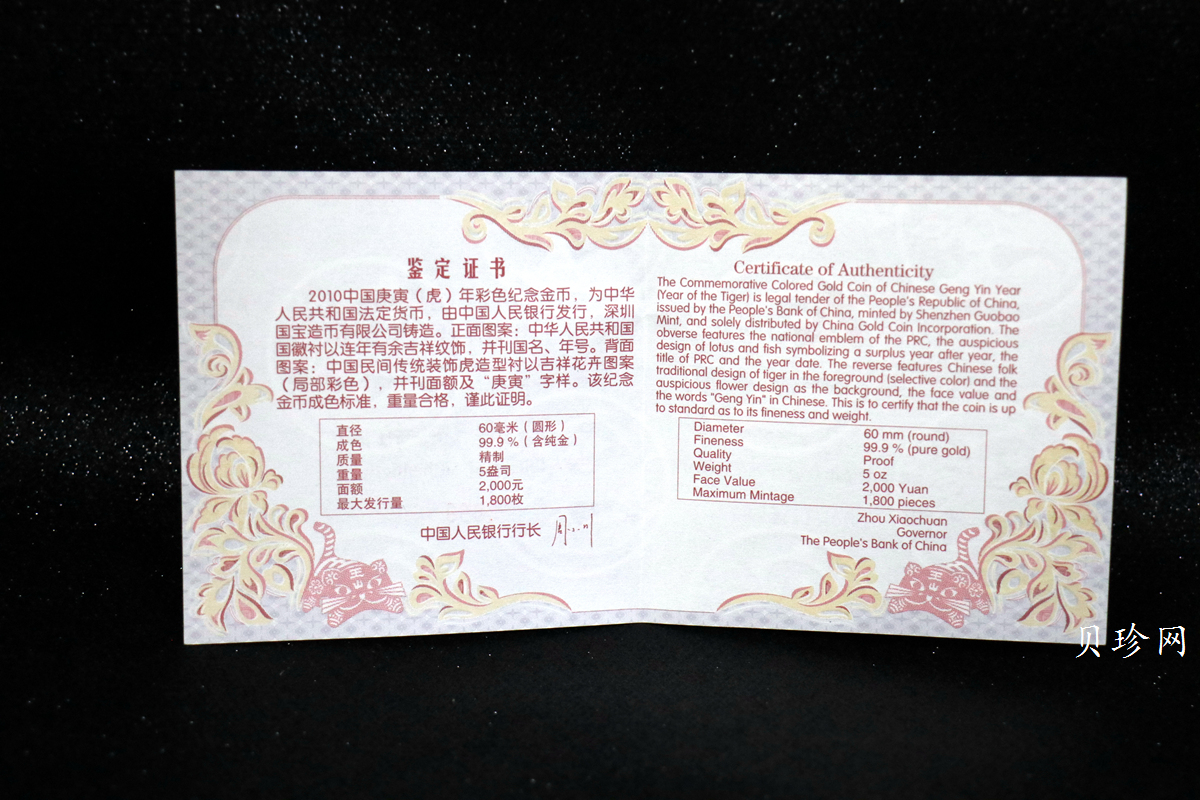 鉴定证书
2010中国庚寅（虎）年彩色纪念金币，为中华
人民共和国法定货币，由中国人民银行发行，深圳
国宝造币有限公司铸造。正面图案：中华人民共和国
国徽衬以连年有余吉祥纹饰，并刊国名、年号。背面
图案：中国民间传统装饰虎造型衬以吉祥花卉图案
（局部彩色），并刊面额及“庚寅”字样。该纪念
金币成色标准，重量合格，谨此证明。
直径 60毫米（圆形）
成色 99.9％（含纯金）
质量 精制
重量 5盎司
面额 2,000元
最大发行量 1,800枚
中国人民银行行长
Certificate of Authenticity
The Commemorative Colored Gold Coin of Chinese Geng Yin Year
(Year of the Tiger) is legal tender of the People's Republic of China,
issued by the People's Bank of China, minted by Shenzhen Guobao
Mint, and solely distributed by China Gold Coin Incorporation. The
obverse features the national emblem of the PRC, the auspicious
design of lotus and fish symbolizing a surplus year after year, the
title of PRC and the year date. The reverse features Chinese folk
traditional design of tiger in the foreground (selective color) and the
auspicious flower design as the background, the face value and
the words "Geng Yin" in Chinese. This is to certify that the coin is up
to standard as to its fineness and weight.
Diameter 60 mm (round)
Fineness 99.9 % (pure gold)
Quality Proof
Weight 5 oz
Face Value 2,000 Yuan
Maximum Mintage 1,800 pieces
Zhou Xiaochuan
Governor
The People's Bank of China
贝珍网